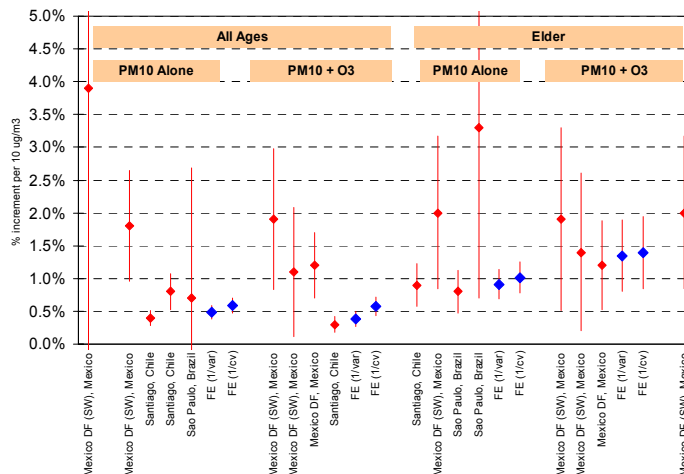 5.0%
4.5%
4.0%
3.5%
3.0%
2.5%
2.0%
1.5%
1.0%
0.5%
0.0%
% increment per 10 ug/m3
All Ages
Elder
PM10 Alone
PM10 + O3
PM10 Alone
PM10 + O3
Mexico DF (SW), Mexico
Mexico DF (SW), Mexico
Santiago, Chile
Santiago, Chile
Sao Paulo, Brazil
FE (1/var)
FE (1/cv)
Mexico DF (SW), Mexico
Mexico DF (SW), Mexico
Mexico DF, Mexico
Santiago, Chile
FE (1/var)
FE (1/cv)
Santiago, Chile
Mexico DF (SW), Mexico
Sao Paulo, Brazil
Sao Paulo, Brazil
FE (1/var)
FE (1/cv)
Mexico DF (SW), Mexico
Mexico DF (SW), Mexico
Mexico DF, Mexico
FE (1/var)
FE (1/cv)
Mexico DF (SW), Mexico